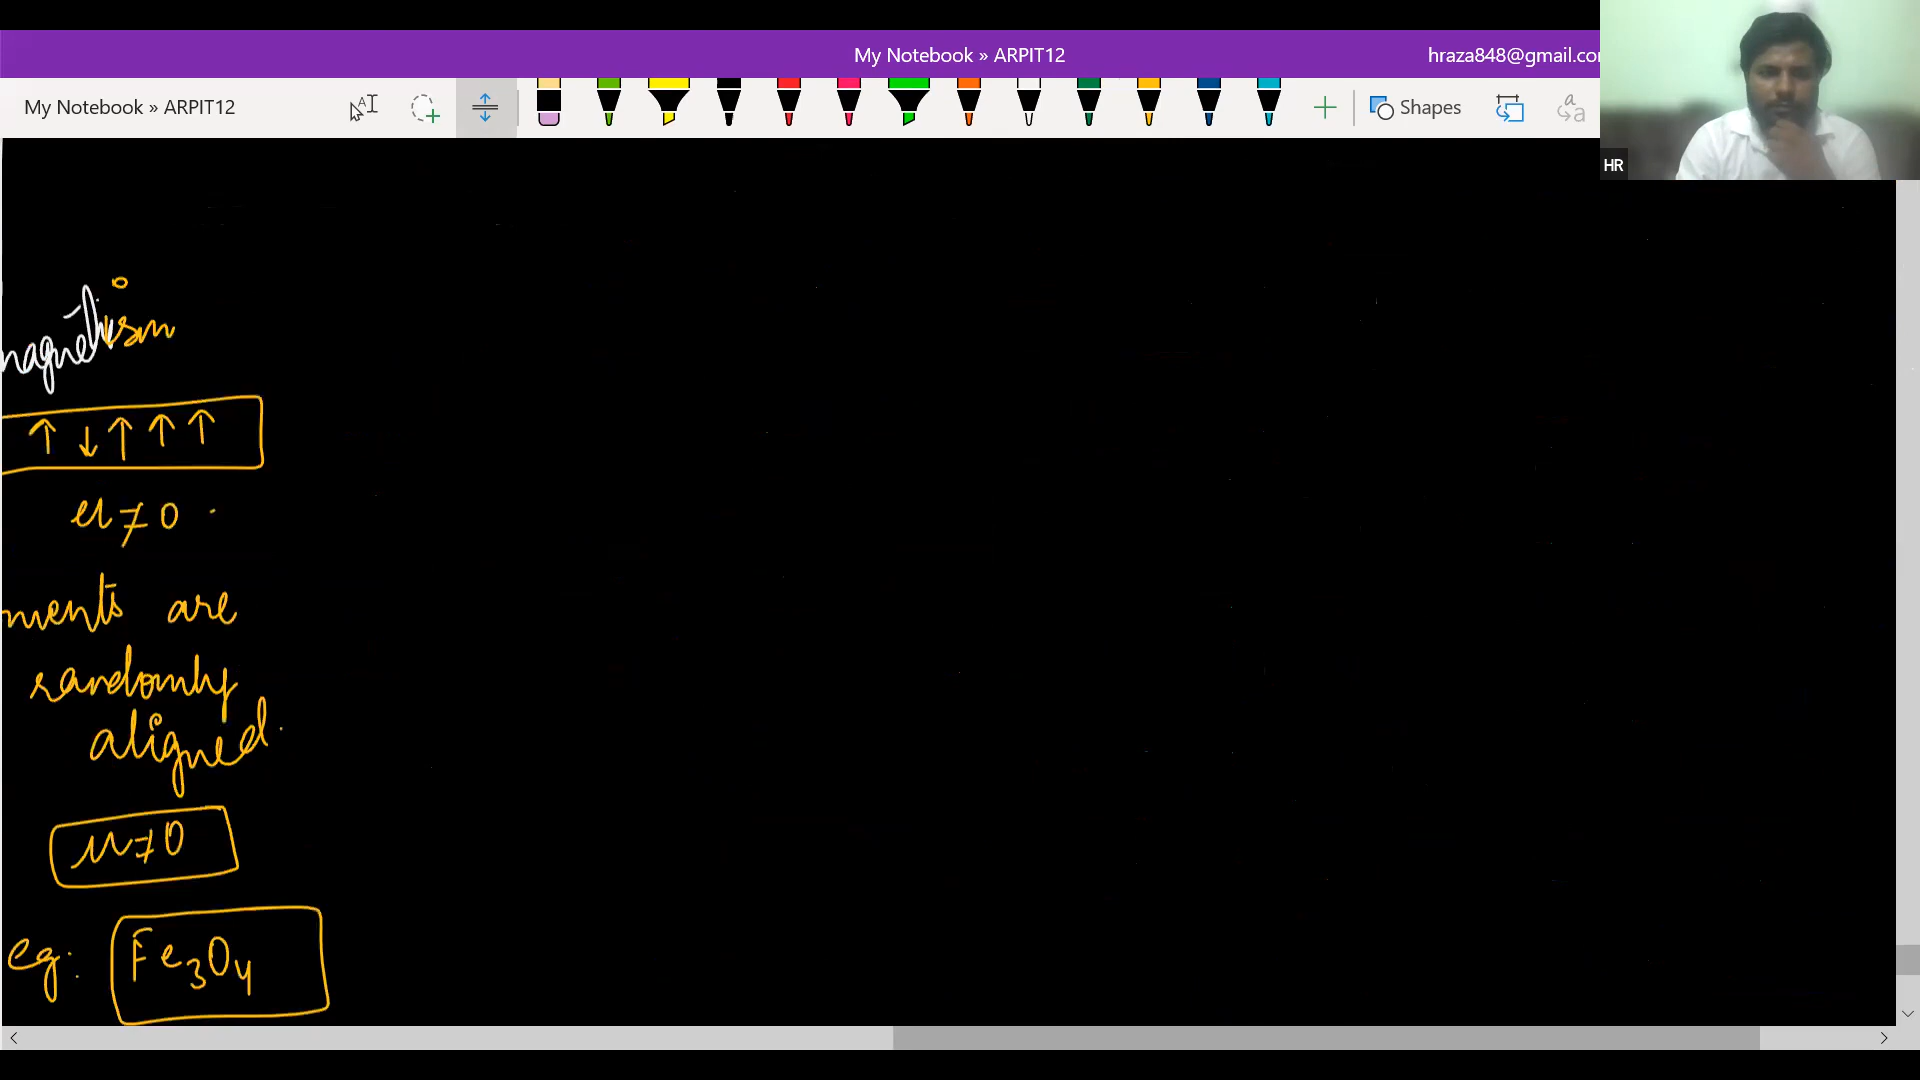 My Notebook » ARPIT12
hraza848@gmail.co
My Notebook » ARPIT12
Shapes
HR
magnetism
↑ ↓ ↑ ↑ ↑
μ ≠ 0
ments are
randomly
aligned.
μ ≠ 0
eg: Fe3O4